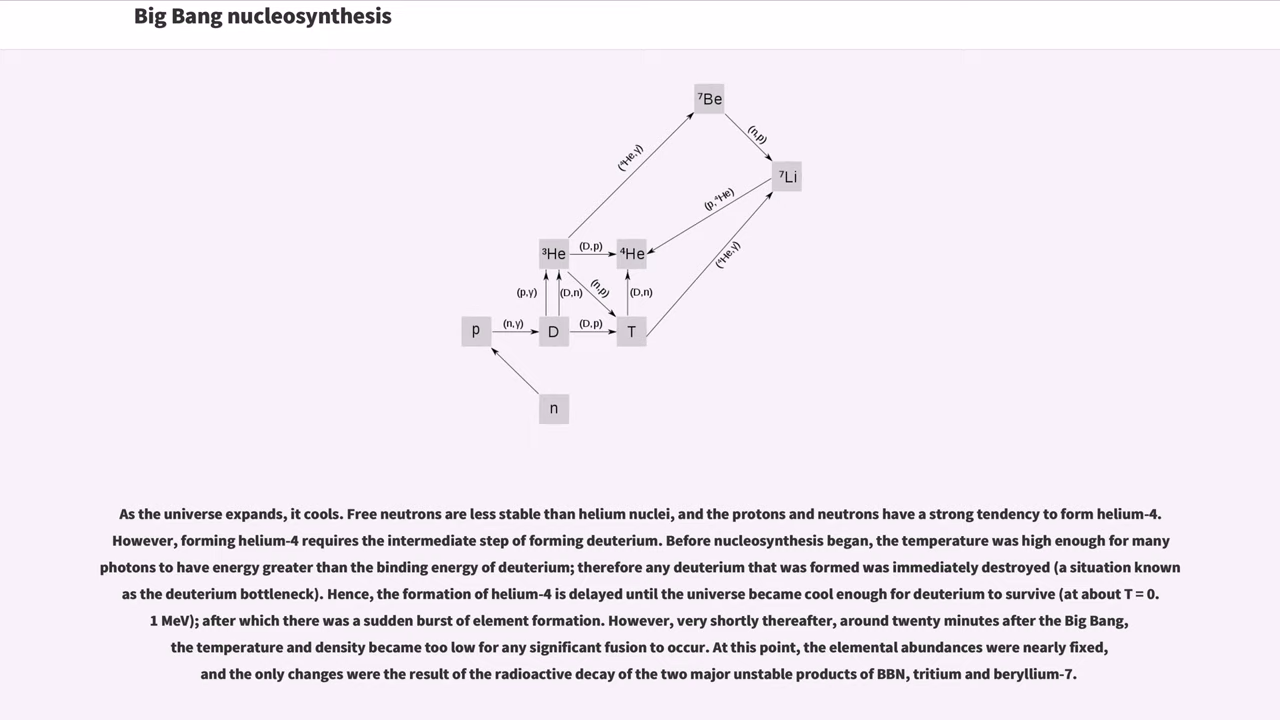 Big Bang nucleosynthesis
⁷Be
(n,p)
(⁴He,γ)
⁷Li
(p,⁴He)
³He
(D,p)
⁴He
(⁴He,γ)
(p,γ)
(D,n)
(n,p)
(D,n)
p
(n,γ)
D
(D,p)
T
n
As the universe expands, it cools. Free neutrons are less stable than helium nuclei, and the protons and neutrons have a strong tendency to form helium-4.
However, forming helium-4 requires the intermediate step of forming deuterium. Before nucleosynthesis began, the temperature was high enough for many
photons to have energy greater than the binding energy of deuterium; therefore any deuterium that was formed was immediately destroyed (a situation known
as the deuterium bottleneck). Hence, the formation of helium-4 is delayed until the universe became cool enough for deuterium to survive (at about T = 0.
1 MeV); after which there was a sudden burst of element formation. However, very shortly thereafter, around twenty minutes after the Big Bang,
the temperature and density became too low for any significant fusion to occur. At this point, the elemental abundances were nearly fixed,
and the only changes were the result of the radioactive decay of the two major unstable products of BBN, tritium and beryllium-7.